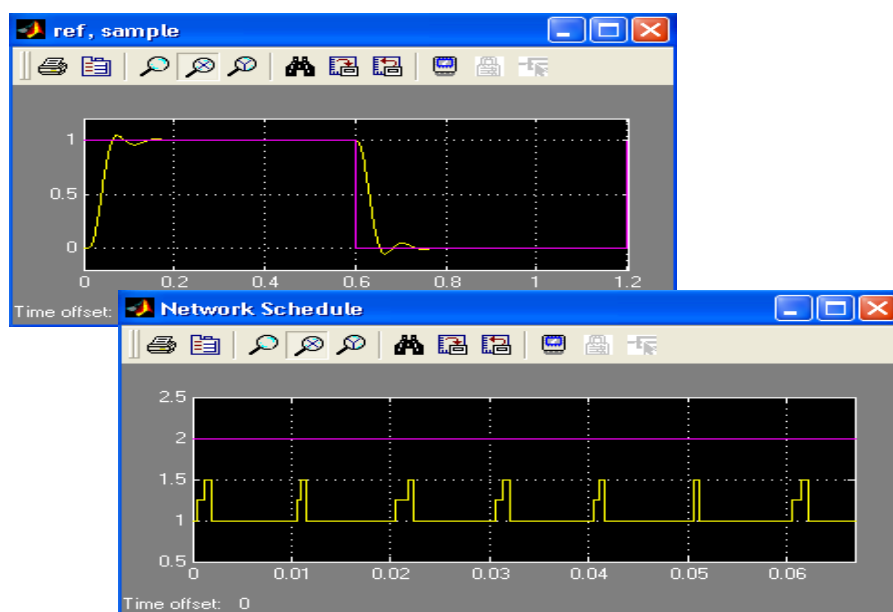 ref, sample
1
0.5
0
0 0.2 0.4 0.6 0.8 1 1.2
Time offset:
Network Schedule
2.5
2
1.5
1
0.5
0 0.01 0.02 0.03 0.04 0.05 0.06
Time offset: 0